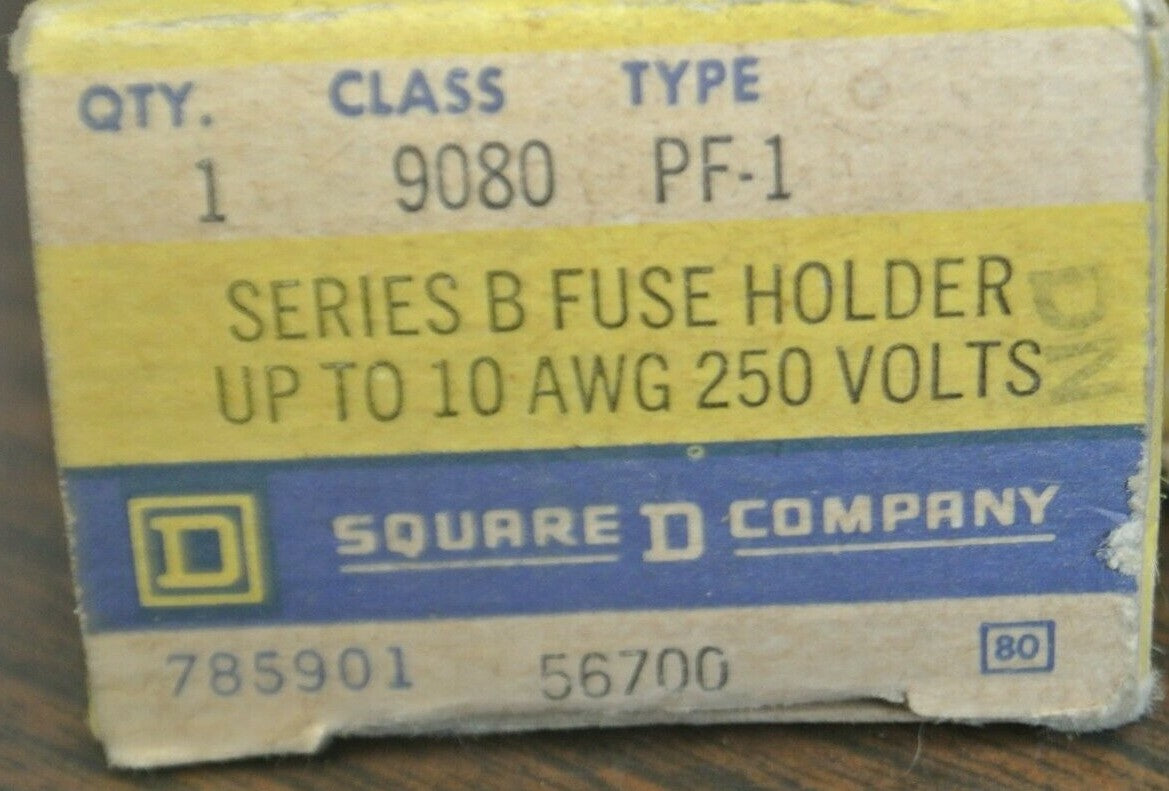 QTY. CLASS TYPE
1 9080 PF-1
SERIES B FUSE HOLDER
UP TO 10 AWG 250 VOLTS
DN
D SQUARE D COMPANY
785901 56700 80